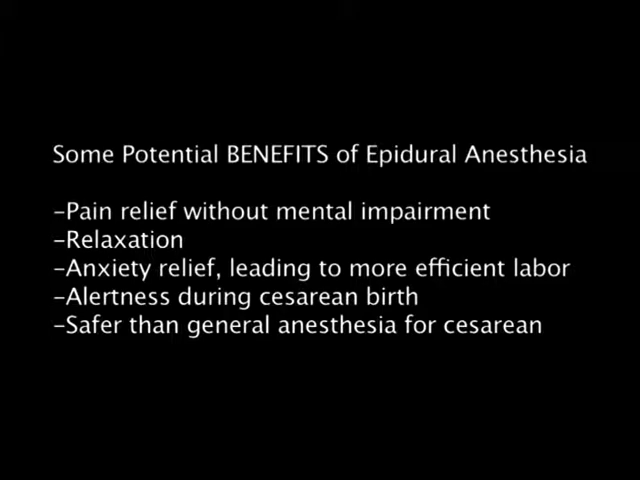 Some Potential BENEFITS of Epidural Anesthesia
-Pain relief without mental impairment
-Relaxation
-Anxiety relief, leading to more efficient labor
-Alertness during cesarean birth
-Safer than general anesthesia for cesarean